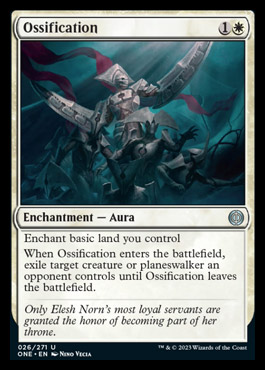 Ossification 1
Enchantment — Aura
Enchant basic land you control
When Ossification enters the battlefield,
exile target creature or planeswalker an
opponent controls until Ossification leaves
the battlefield.
Only Elesh Norn's most loyal servants are
granted the honor of becoming part of her
throne.
026/271 U
ONE • EN Nino Vecia ™ & © 2023 Wizards of the Coast